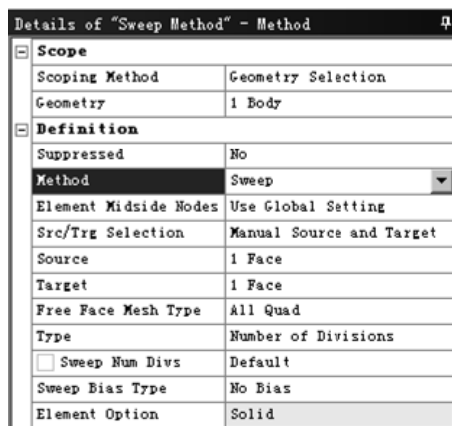 Details of "Sweep Method" - Method
Scope
Scoping Method Geometry Selection
Geometry 1 Body
Definition
Suppressed No
Method Sweep
Element Midside Nodes Use Global Setting
Src/Trg Selection Manual Source and Target
Source 1 Face
Target 1 Face
Free Face Mesh Type All Quad
Type Number of Divisions
Sweep Num Divs Default
Sweep Bias Type No Bias
Element Option Solid